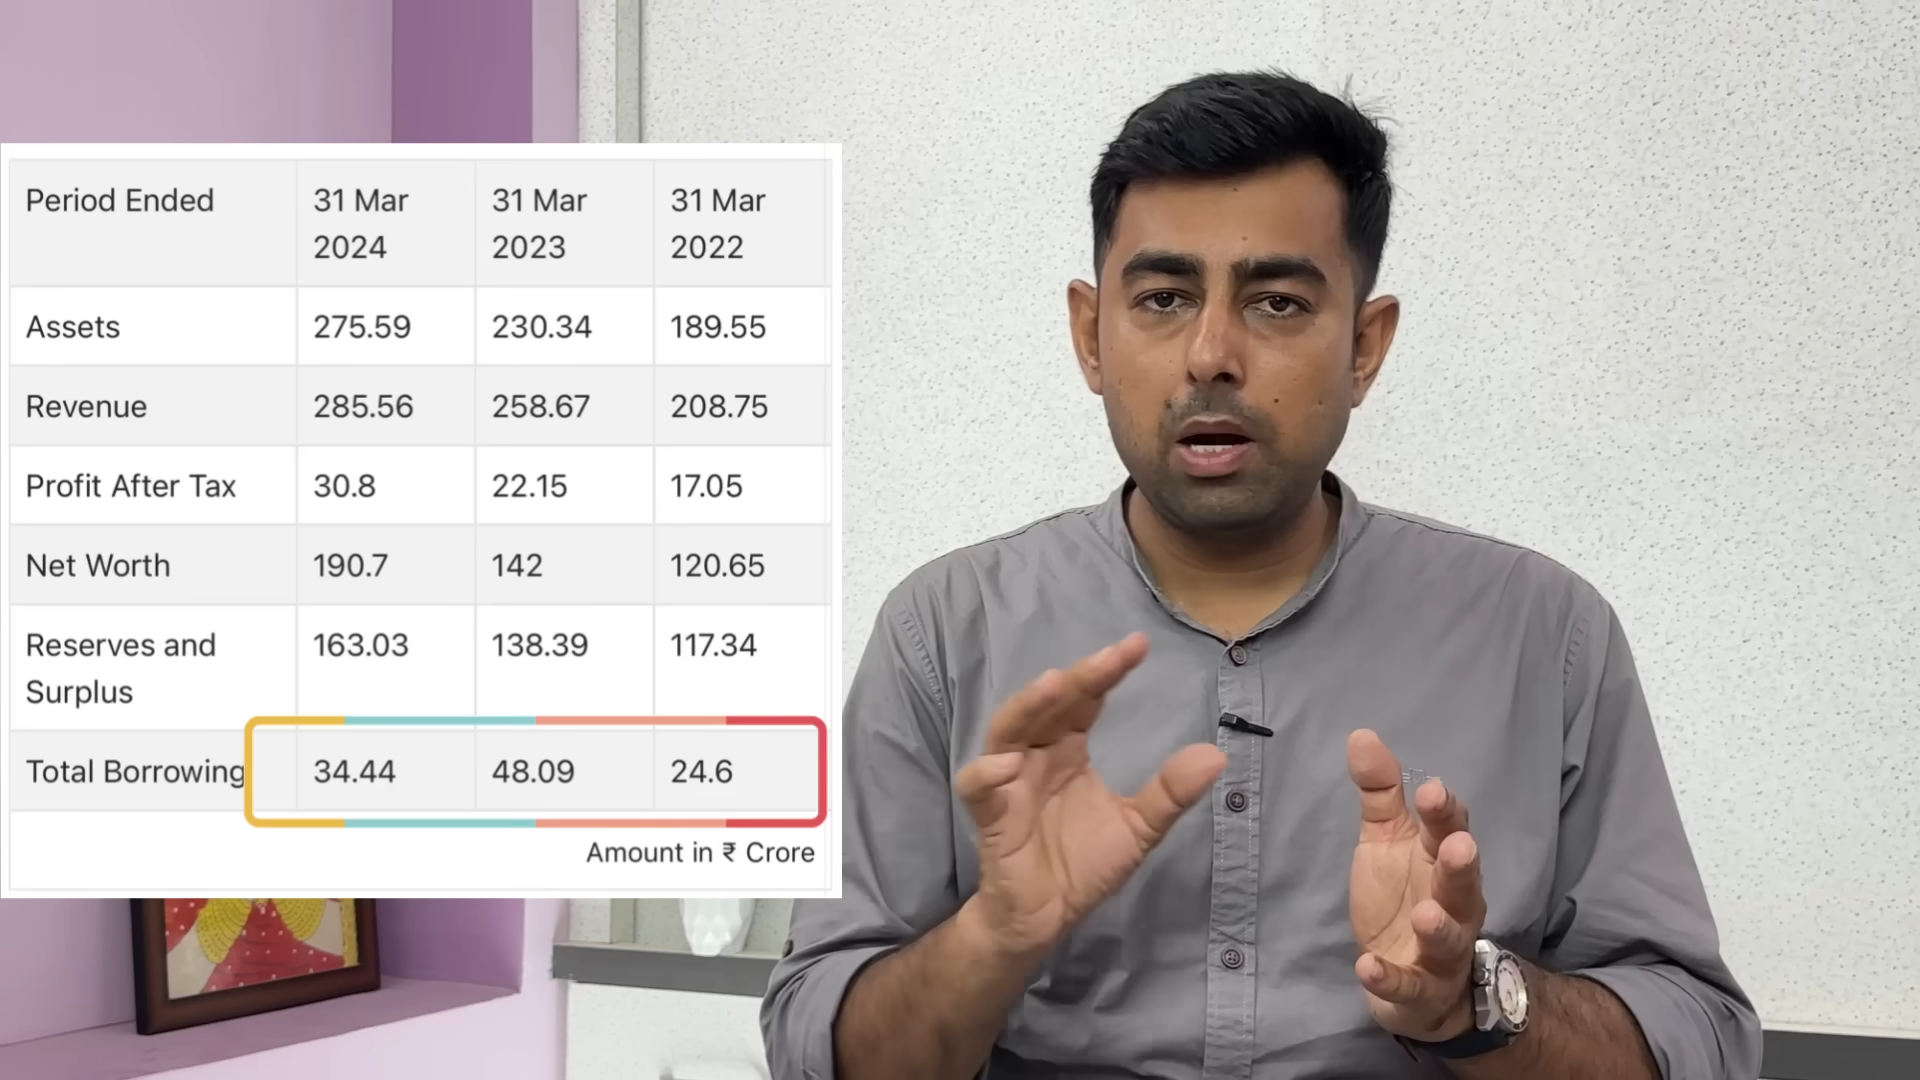 Period Ended 31 Mar 31 Mar 31 Mar
2024 2023 2022
Assets 275.59 230.34 189.55
Revenue 285.56 258.67 208.75
Profit After Tax 30.8 22.15 17.05
Net Worth 190.7 142 120.65
Reserves and 163.03 138.39 117.34
Surplus
Total Borrowing 34.44 48.09 24.6
Amount in ₹ Crore